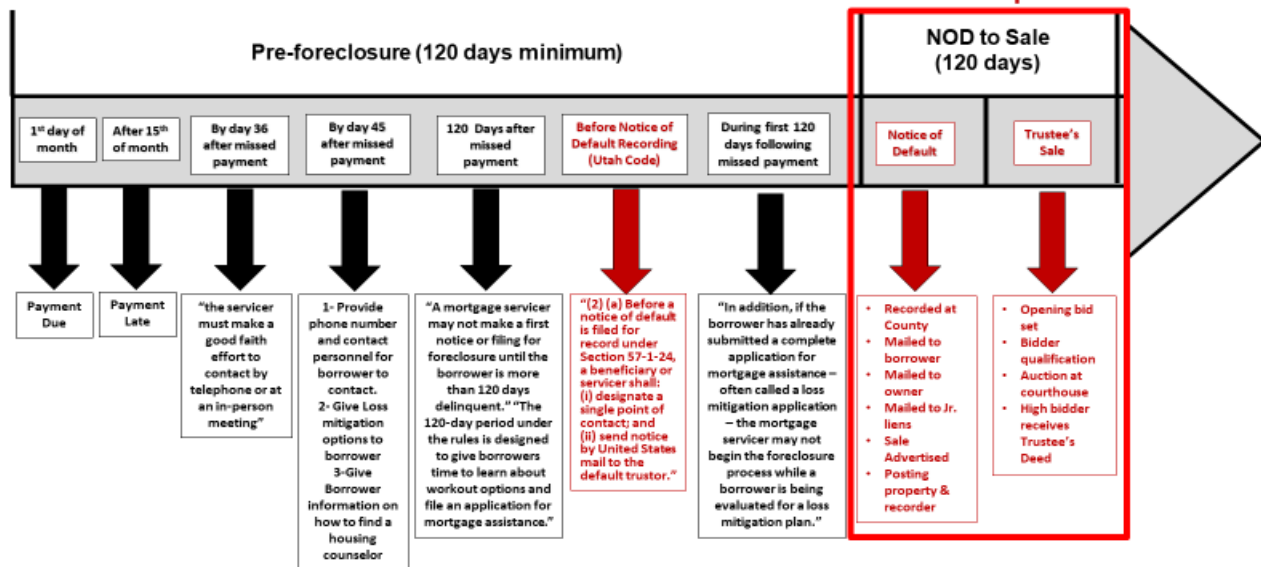 Pre-foreclosure (120 days minimum)
NOD to Sale
(120 days)
1st day of
month
After 15th
of month
By day 36
after missed
payment
By day 45
after missed
payment
120 Days after
missed
payment
Before Notice of
Default Recording
(Utah Code)
During first 120
days following
missed payment
Notice of
Default
Trustee's
Sale
Payment
Due
Payment
Late
"the servicer
must make a
good faith
effort to
contact by
telephone or at
an in-person
meeting"
1- Provide
phone number
and contact
personnel for
borrower to
contact.
2- Give Loss
mitigation
options to
borrower
3-Give
Borrower
information on
how to find a
housing
counselor
"A mortgage servicer
may not make a first
notice or filing for
foreclosure until the
borrower is more
than 120 days
delinquent." "The
120-day period under
the rules is designed
to give borrowers
time to learn about
workout options and
file an application for
mortgage assistance."
"(2) (a) Before a
notice of default is
filed for record under
Section 57-1-24,
a beneficiary or
servicer shall:
(i) designate a
single point of
contact; and
(ii) send notice
by United States
mail to the
default trustor."
"In addition, if the
borrower has already
submitted a complete
application for
mortgage assistance –
often called a loss
mitigation application
– the mortgage
servicer may not
begin the foreclosure
process while a
borrower is being
evaluated for a loss
mitigation plan."
• Recorded at
County
• Mailed to
borrower
• Mailed to
owner
• Mailed to Jr.
liens
• Sale
Advertised
• Posting
property &
recorder
• Opening bid
set
• Bidder
qualification
• Auction at
courthouse
• High bidder
receives
Trustee's
Deed